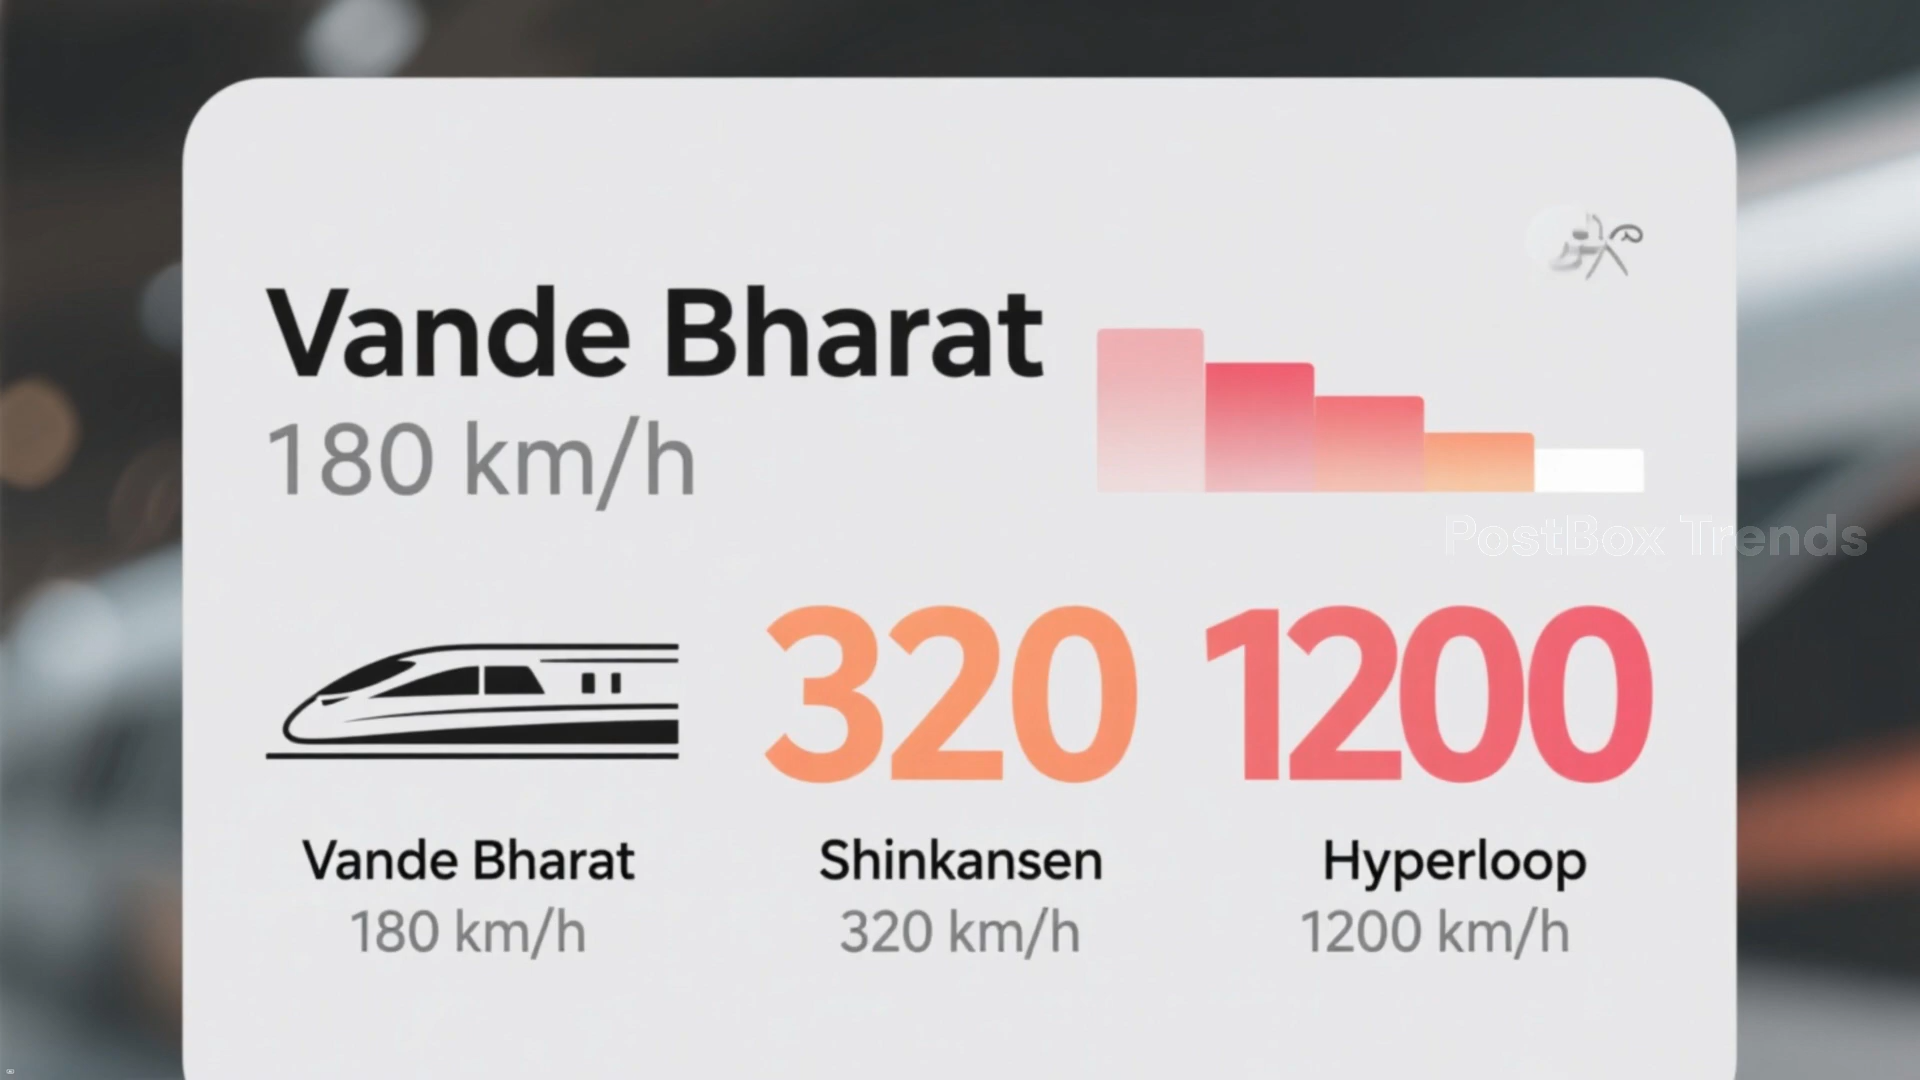 Vande Bharat
180 km/h
PostBox Trends
320
1200
Vande Bharat
Shinkansen
Hyperloop
180 km/h
320 km/h
1200 km/h